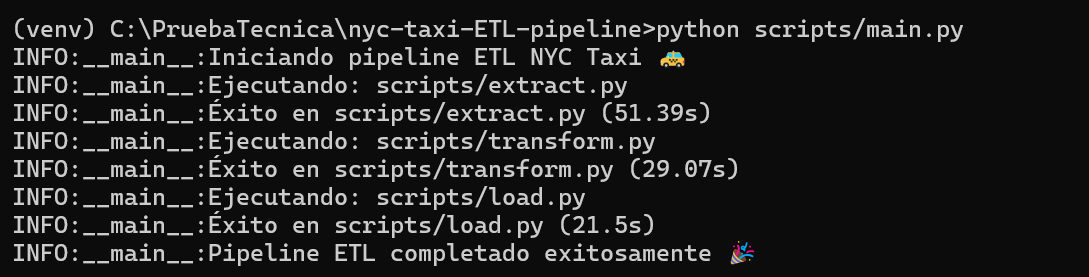 (venv) C:\PruebaTecnica\nyc-taxi-ETL-pipeline>python scripts/main.py
INFO:__main__:Iniciando pipeline ETL NYC Taxi 🚕
INFO:__main__:Ejecutando: scripts/extract.py
INFO:__main__:Éxito en scripts/extract.py (51.39s)
INFO:__main__:Ejecutando: scripts/transform.py
INFO:__main__:Éxito en scripts/transform.py (29.07s)
INFO:__main__:Ejecutando: scripts/load.py
INFO:__main__:Éxito en scripts/load.py (21.5s)
INFO:__main__:Pipeline ETL completado exitosamente 🎉